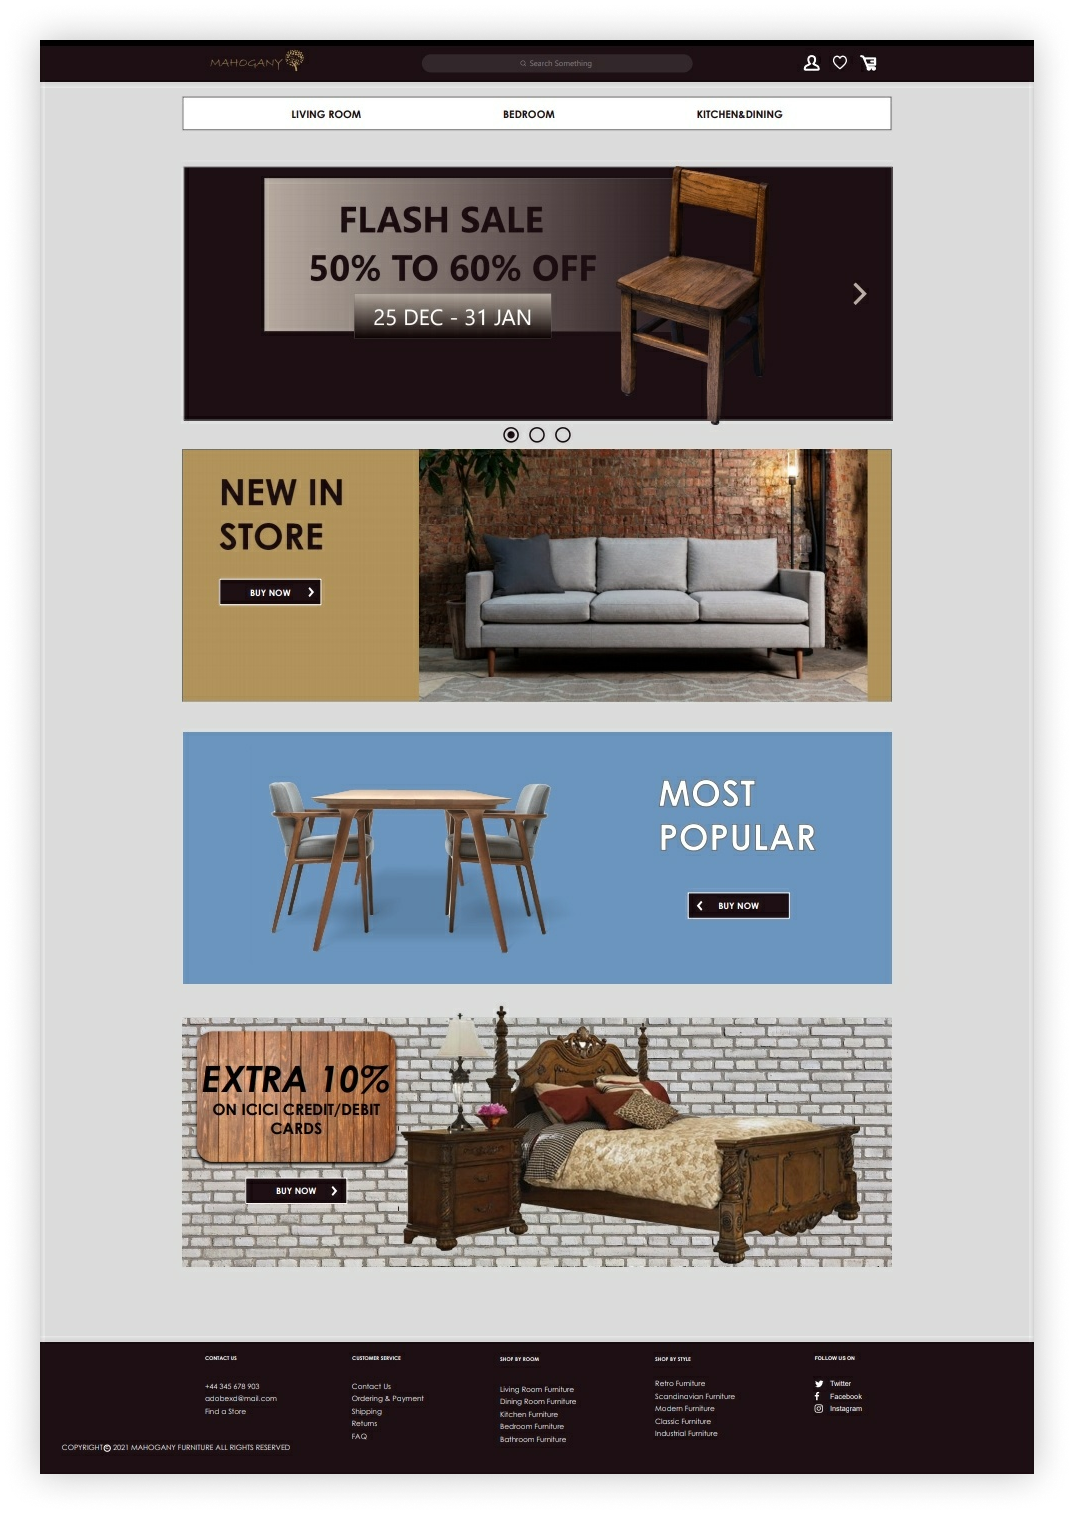 MAHOGANY
Search Something
LIVING ROOM
BEDROOM
KITCHEN&DINING
FLASH SALE
50% TO 60% OFF
25 DEC - 31 JAN
NEW IN
STORE
BUY NOW
MOST
POPULAR
BUY NOW
EXTRA 10%
ON ICICI CREDIT/DEBIT
CARDS
BUY NOW
CONTACT US
+44 345 678 903
adobexd@mail.com
Find a Store
CUSTOMER SERVICE
Contact Us
Ordering & Payment
Shipping
Returns
FAQ
SHOP BY ROOM
Living Room Furniture
Dining Room Furniture
Kitchen Furniture
Bedroom Furniture
Bathroom Furniture
SHOP BY STYLE
Retro Furniture
Scandinavian Furniture
Modern Furniture
Classic Furniture
Industrial Furniture
FOLLOW US ON
Twitter
Facebook
Instagram
COPYRIGHT© 2021 MAHOGANY FURNITURE ALL RIGHTS RESERVED